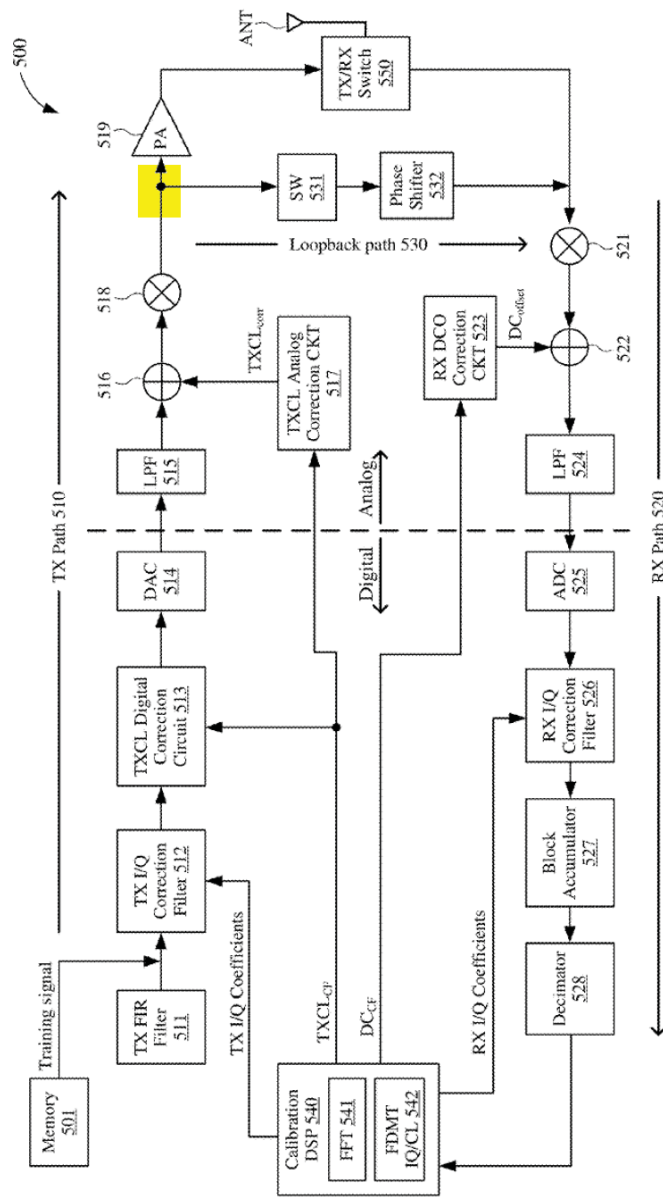 500
TX Path 510
Memory
501
Training signal
TX FIR
Filter
511
TX I/Q
Correction
Filter 512
TXCL Digital
Correction
Circuit 513
DAC
514
LPF
515
516
518
519
PA
ANT
TX/RX
Switch
550
SW
531
Phase
Shifter
532
Loopback path 530
TXCLcorr
TXCL Analog
Correction CKT
517
Analog
Digital
TX I/Q Coefficients
TXCLCF
DCCF
RX I/Q Coefficients
Calibration
DSP 540
FFT 541
FDMT
IQ/CL 542
RX DCO
Correction
CKT 523
DCoffset
521
522
LPF
524
ADC
525
RX I/Q
Correction
Filter 526
Block
Accumulator
527
Decimator
528
RX Path 520